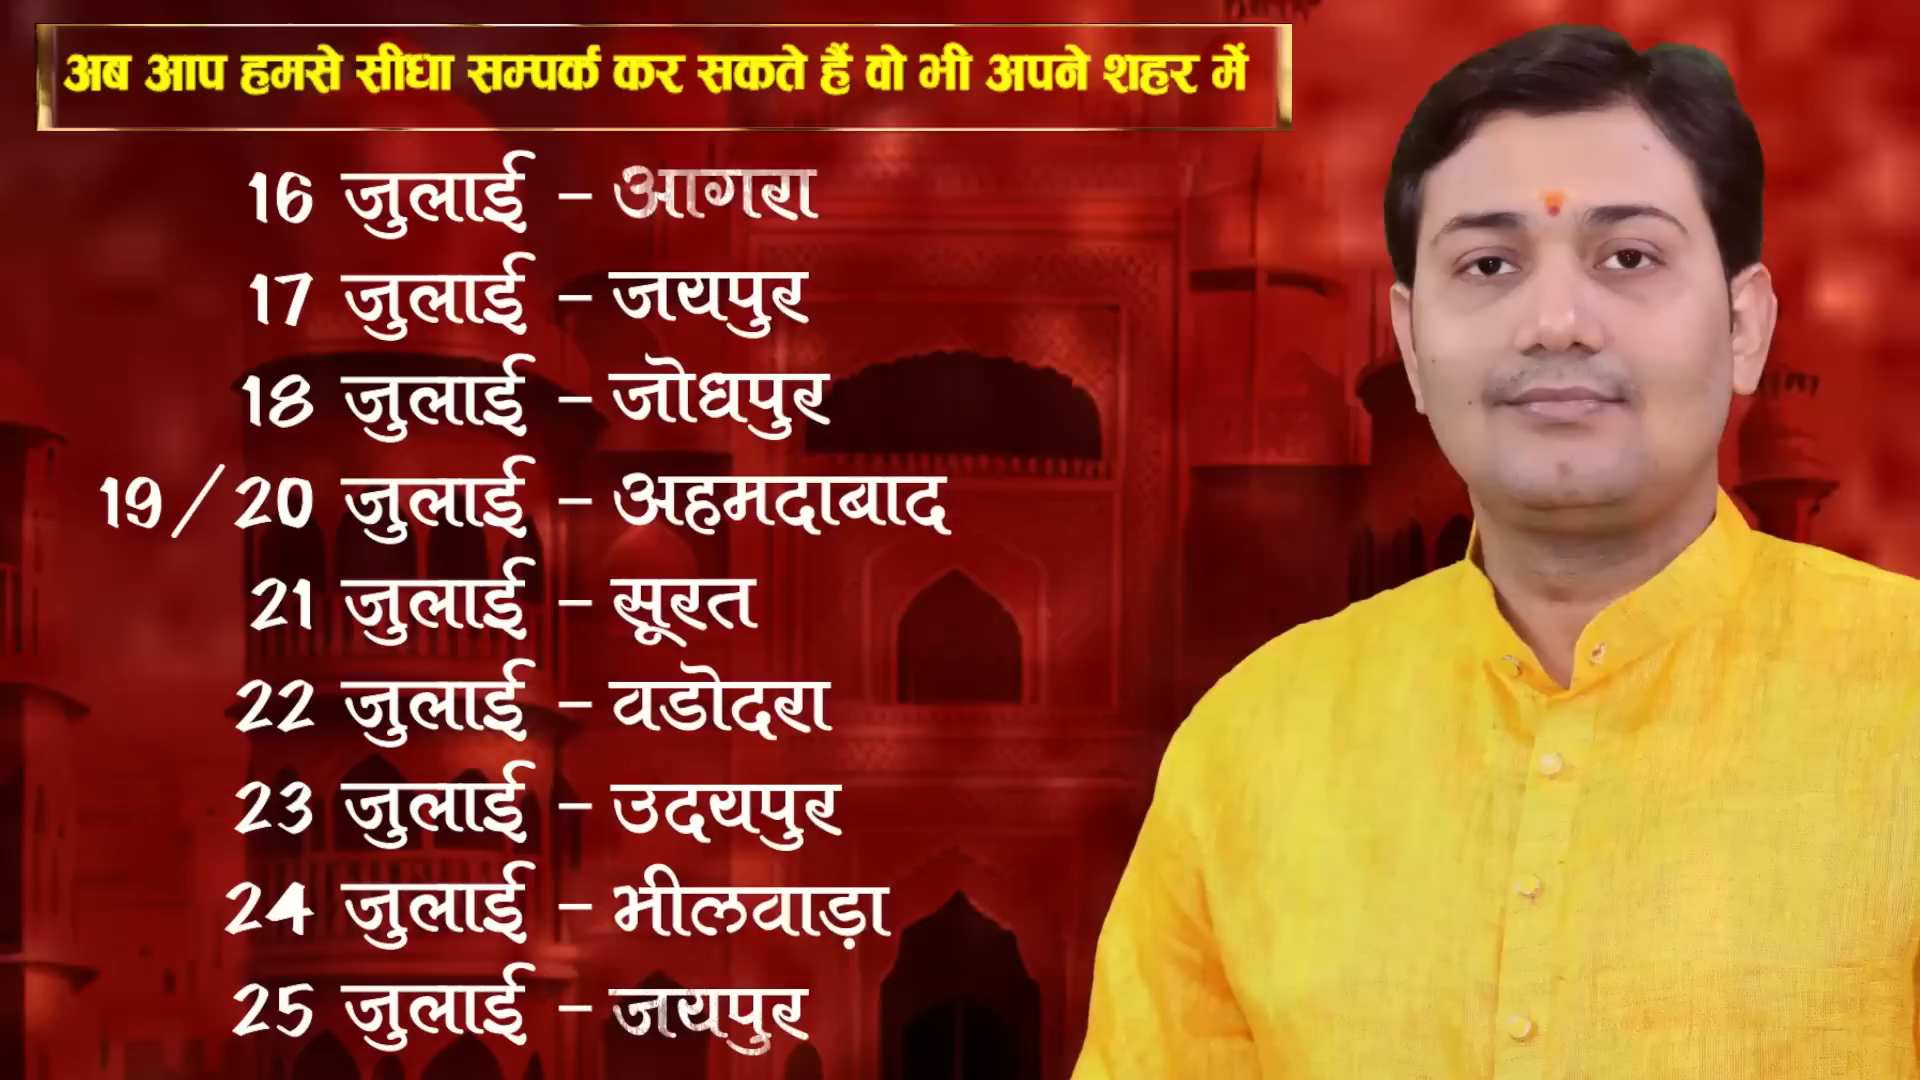 अब आप हमसे सीधा सम्पर्क कर सकते हैं वो भी अपने शहर में
16 जुलाई – आगरा
17 जुलाई – जयपुर
18 जुलाई – जोधपुर
19/20 जुलाई – अहमदाबाद
21 जुलाई – सूरत
22 जुलाई – वडोदरा
23 जुलाई – उदयपुर
24 जुलाई – भीलवाड़ा
25 जुलाई – जयपुर